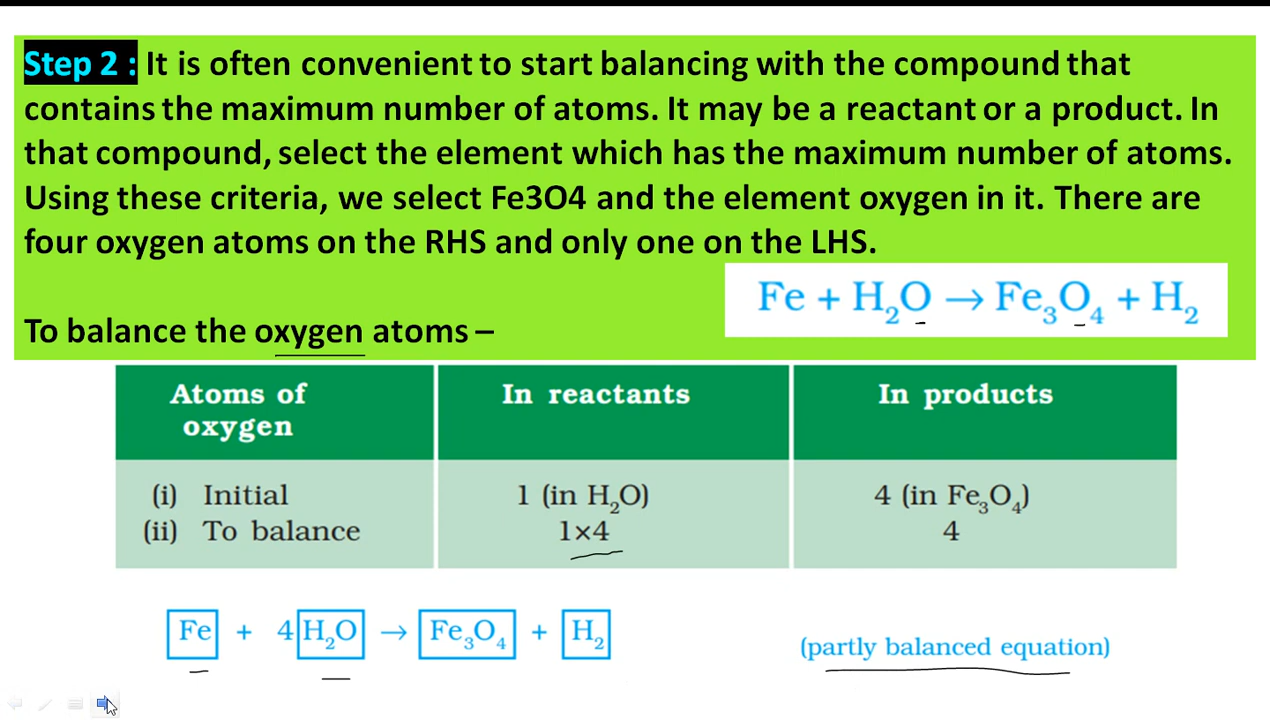 Step 2 : It is often convenient to start balancing with the compound that
contains the maximum number of atoms. It may be a reactant or a product. In
that compound, select the element which has the maximum number of atoms.
Using these criteria, we select Fe3O4 and the element oxygen in it. There are
four oxygen atoms on the RHS and only one on the LHS.
Fe + H₂O → Fe₃O₄ + H₂
To balance the oxygen atoms –
Atoms of oxygen In reactants In products
(i) Initial 1 (in H₂O) 4 (in Fe₃O₄)
(ii) To balance 1×4 4
Fe + 4 H₂O → Fe₃O₄ + H₂ (partly balanced equation)